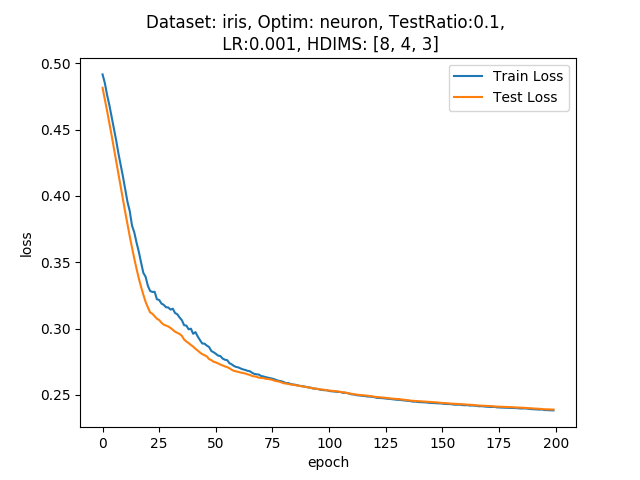 Dataset: iris, Optim: neuron, TestRatio:0.1,
LR:0.001, HDIMS: [8, 4, 3]
Train Loss
Test Loss
0.50
0.45
0.40
0.35
0.30
0.25
loss
0 25 50 75 100 125 150 175 200
epoch